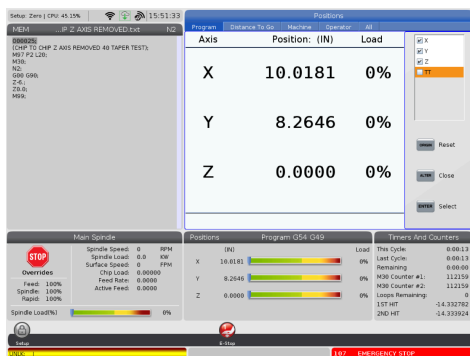 Setup Zero | CPU 45.15%
15:51:33
MEM ...IP Z AXIS REMOVED.txt N2
O00025;
(CHIP TO CHIP Z AXIS REMOVED 40 TAPER TEST);
M97 P2 L20;
M30;
N2;
G00 G90;
Z-6.;
Z0.0;
M99;
Positions
Program Distance To Go Machine Operator All
Axis Position: (IN) Load
X 10.0181 0%
Y 8.2646 0%
Z 0.0000 0%
X
Y
Z
TT
ORIGIN Reset
ALTER Close
ENTER Select
Main Spindle
STOP
Overrides
Feed: 100%
Spindle: 100%
Rapid: 100%
Spindle Speed: 0 RPM
Spindle Load: 0.0 KW
Surface Speed: 0 FPM
Chip Load: 0.00000
Feed Rate: 0.0000
Active Feed: 0.0000
Spindle Load(%) 0%
Positions Program G54 G49
(IN) Load
X 10.0181 0%
Y 8.2646 0%
Z 0.0000 0%
Timers And Counters
This Cycle: 0:00:13
Last Cycle: 0:00:13
Remaining 0:00:00
M30 Counter #1: 112159
M30 Counter #2: 112159
Loops Remaining: 0
1ST HIT -14.332782
2ND HIT -14.333924
Setup
E-Stop
107 EMERGENCY STOP